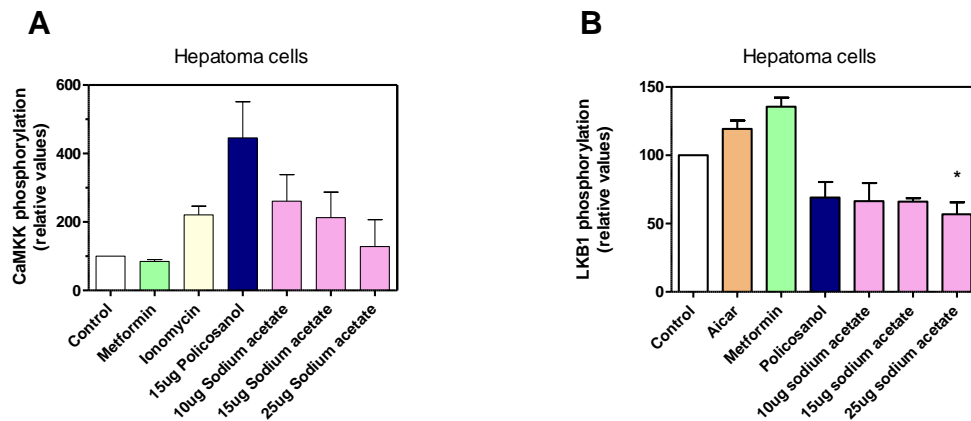 A
Hepatoma cells
CaMKK phosphorylation
(relative values)
600
400
200
0
Control
Metformin
Ionomycin
15ug Policosanol
10ug Sodium acetate
15ug Sodium acetate
25ug Sodium acetate
B
Hepatoma cells
LKB1 phosphorylation
(relative values)
150
100
50
0
*
Control
Aicar
Metformin
Policosanol
10ug sodium acetate
15ug sodium acetate
25ug sodium acetate